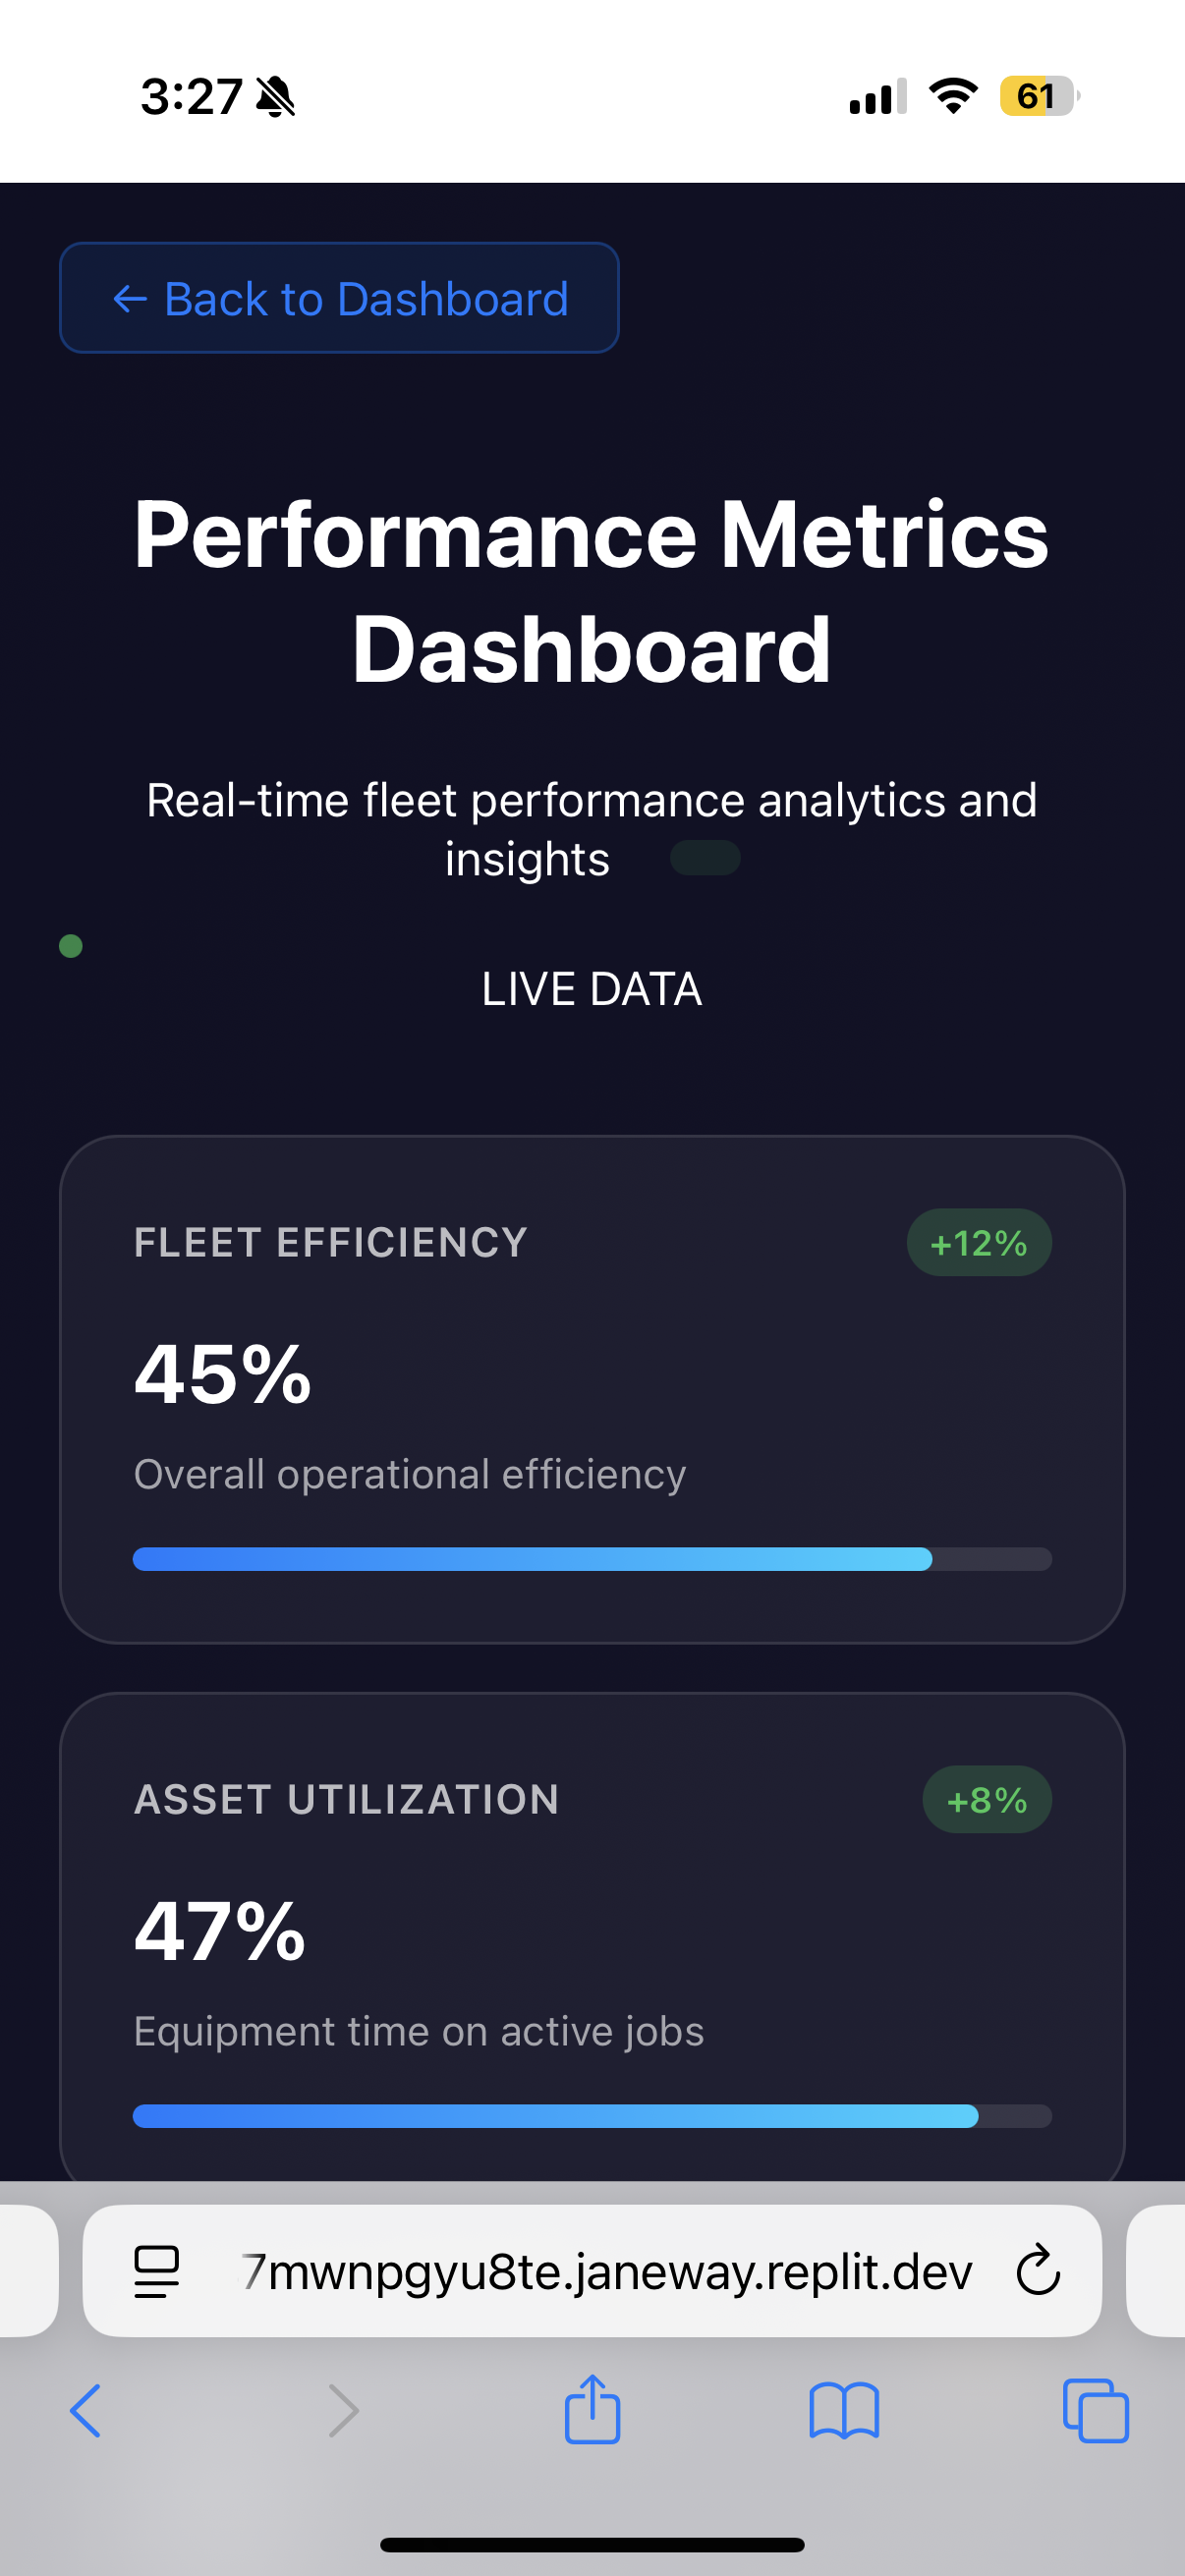 3:27
61
← Back to Dashboard
Performance Metrics
Dashboard
Real-time fleet performance analytics and
insights
LIVE DATA
FLEET EFFICIENCY
+12%
45%
Overall operational efficiency
ASSET UTILIZATION
+8%
47%
Equipment time on active jobs
7mwnpgyu8te.janeway.replit.dev